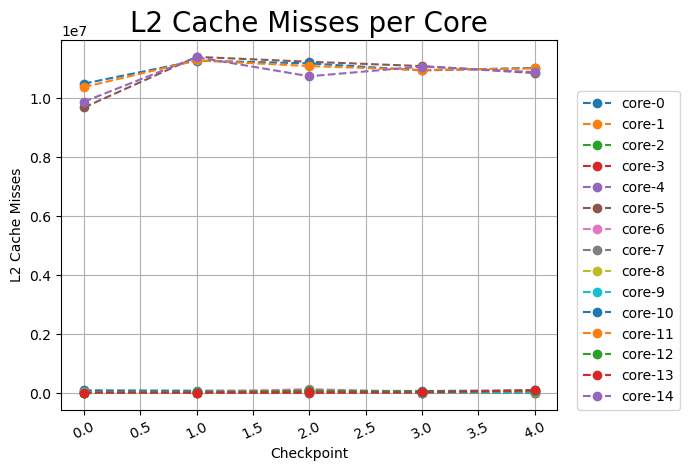 L2 Cache Misses per Core
1e7
1.0
0.8
0.6
0.4
0.2
0.0
L2 Cache Misses
0.0 0.5 1.0 1.5 2.0 2.5 3.0 3.5 4.0
Checkpoint
core-0
core-1
core-2
core-3
core-4
core-5
core-6
core-7
core-8
core-9
core-10
core-11
core-12
core-13
core-14